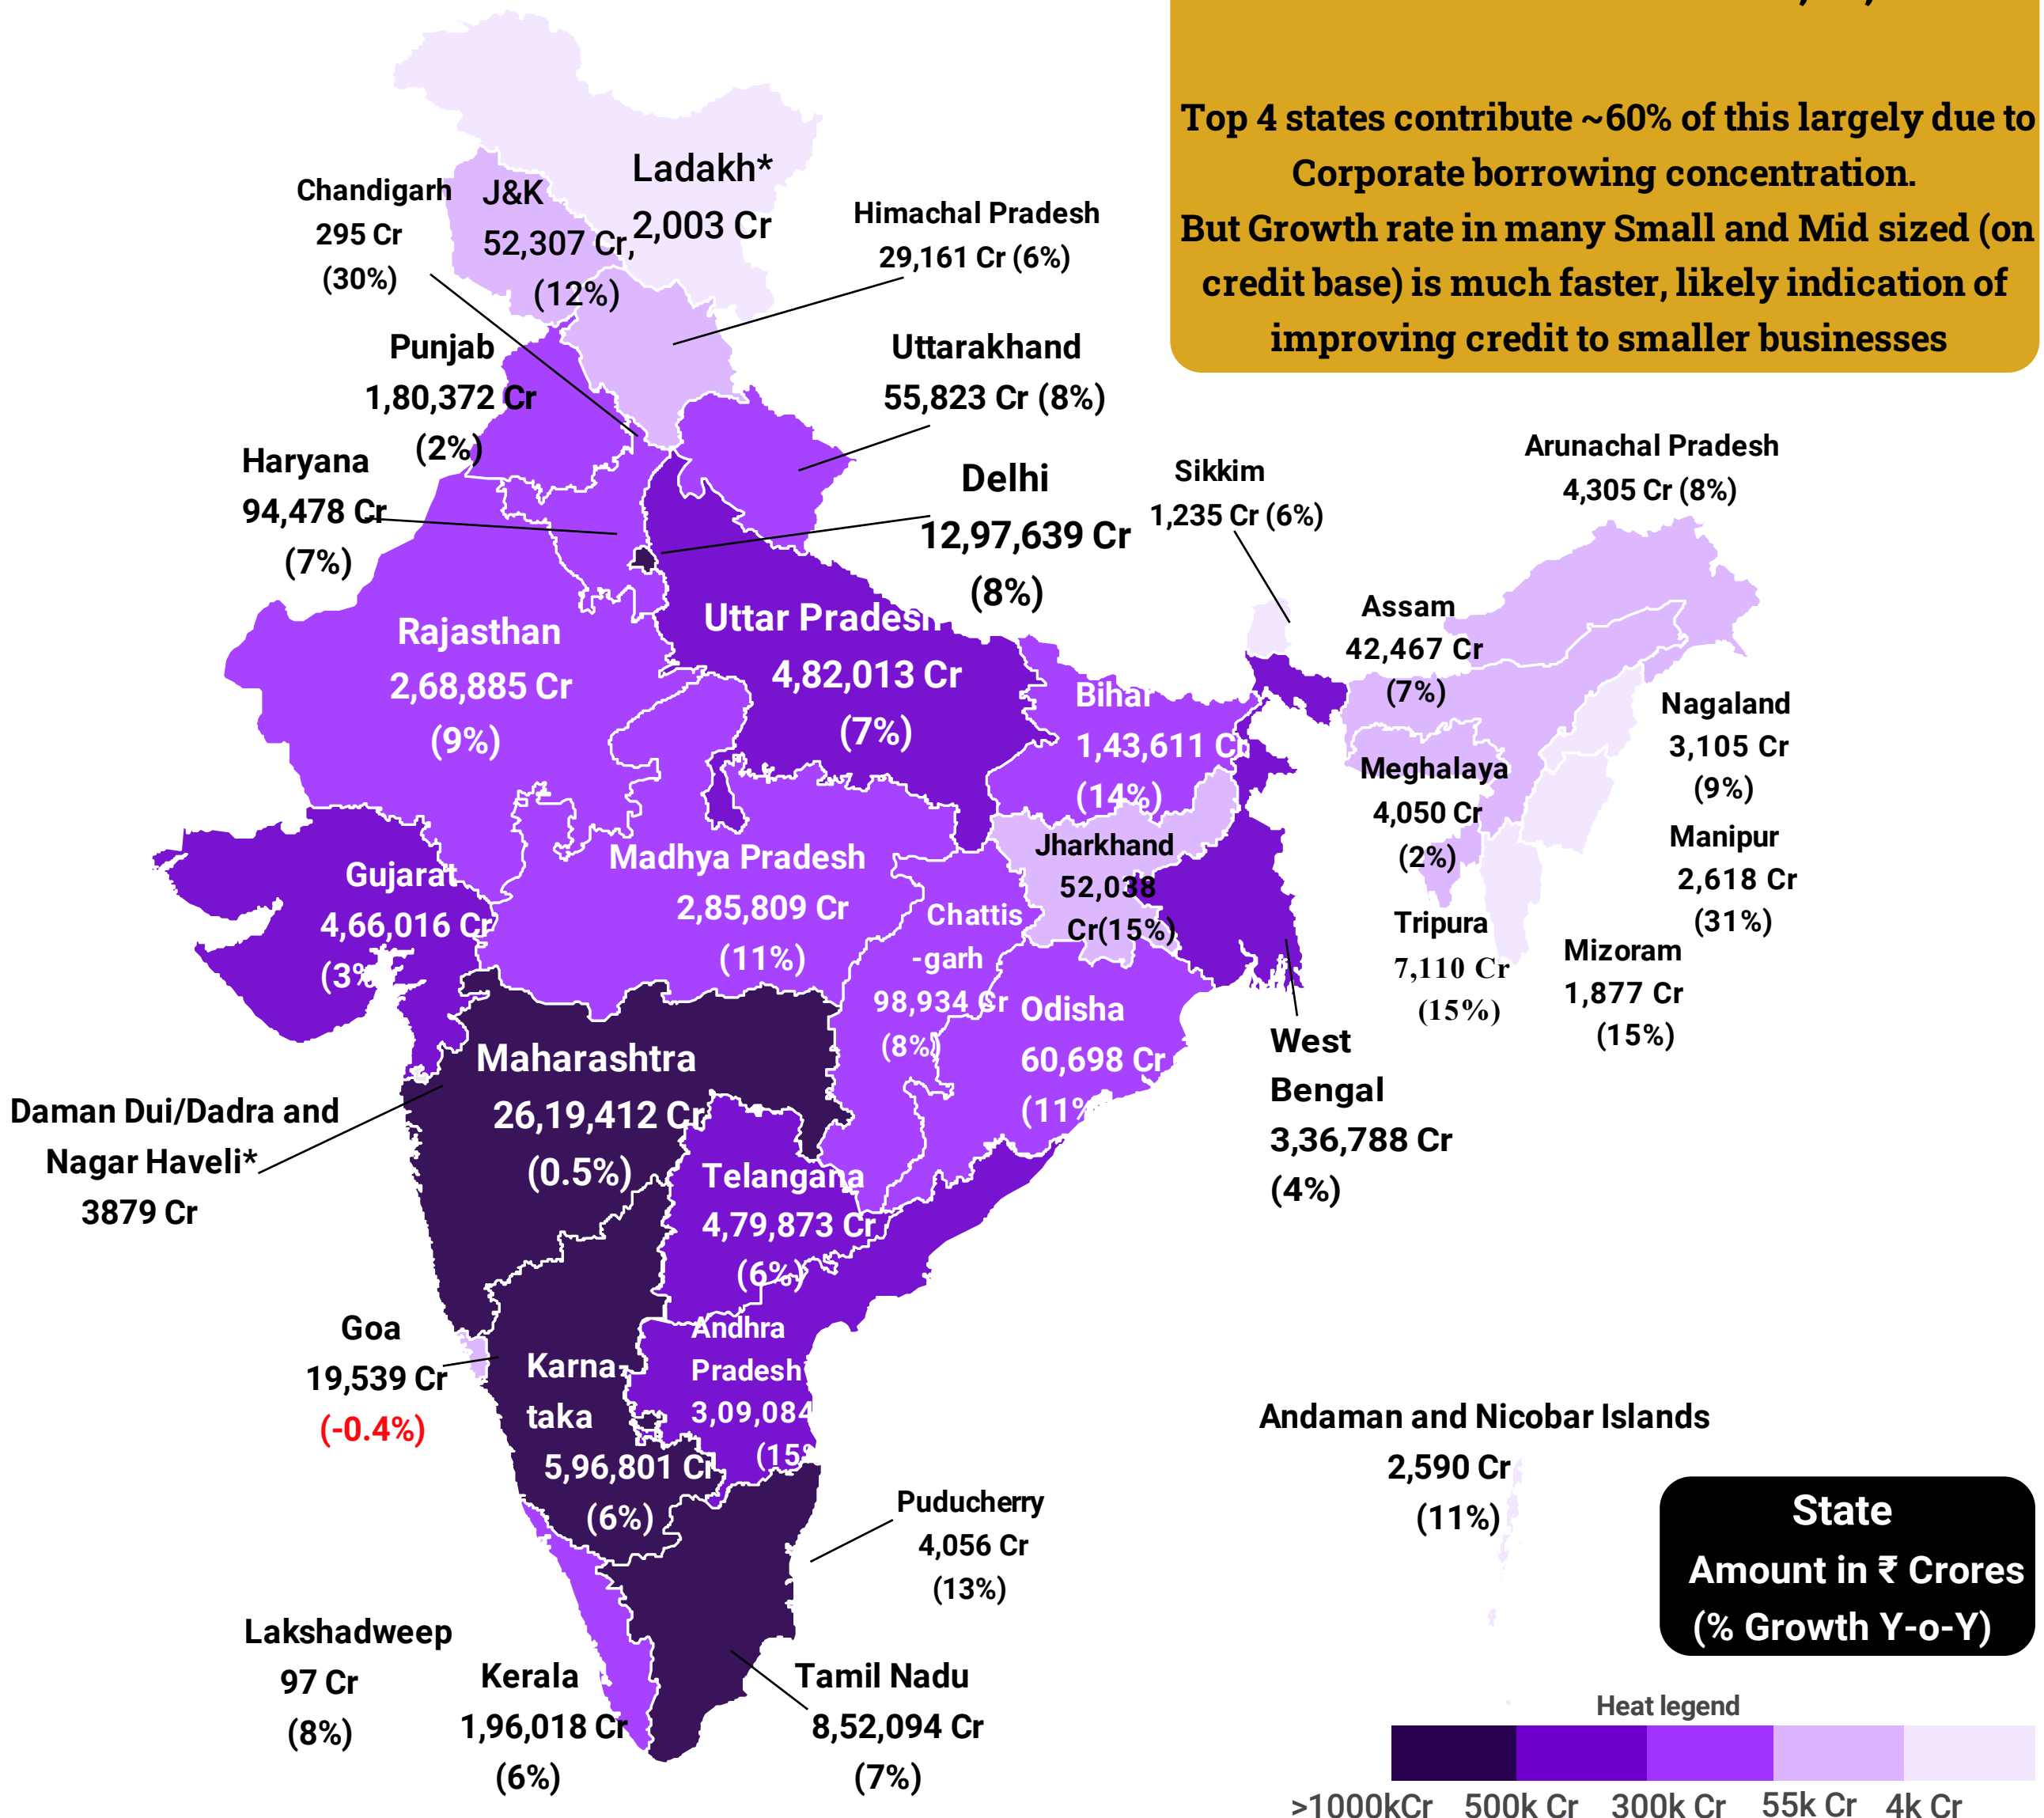 Top 4 states contribute ~60% of this largely due to
Corporate borrowing concentration.
But Growth rate in many Small and Mid sized (on
credit base) is much faster, likely indication of
improving credit to smaller businesses
Ladakh*
2,003 Cr
Chandigarh
295 Cr
(30%)
J&K
52,307 Cr,
(12%)
Himachal Pradesh
29,161 Cr (6%)
Punjab
1,80,372 Cr
(2%)
Uttarakhand
55,823 Cr (8%)
Haryana
94,478 Cr
(7%)
Delhi
12,97,639 Cr
(8%)
Sikkim
1,235 Cr (6%)
Arunachal Pradesh
4,305 Cr (8%)
Rajasthan
2,68,885 Cr
(9%)
Uttar Pradesh
4,82,013 Cr
(7%)
Bihar
1,43,611 Cr
(14%)
Assam
42,467 Cr
(7%)
Nagaland
3,105 Cr
(9%)
Meghalaya
4,050 Cr
(2%)
Manipur
2,618 Cr
(31%)
Tripura
7,110 Cr
(15%)
Mizoram
1,877 Cr
(15%)
Gujarat
4,66,016 Cr
(3%
Madhya Pradesh
2,85,809 Cr
(11%)
Jharkhand
52,038
Cr(15%)
Chattis
-garh
98,934 Cr
(8%)
Odisha
60,698 Cr
(11%
West
Bengal
3,36,788 Cr
(4%)
Maharashtra
26,19,412 Cr
(0.5%)
Daman Dui/Dadra and
Nagar Haveli*
3879 Cr
Telangana
4,79,873 Cr
(6%)
Andhra
Pradesh
3,09,084
(15%
Goa
19,539 Cr
(-0.4%)
Karna-
taka
5,96,801 Cr
(6%)
Puducherry
4,056 Cr
(13%)
Andaman and Nicobar Islands
2,590 Cr
(11%)
Lakshadweep
97 Cr
(8%)
Kerala
1,96,018 Cr
(6%)
Tamil Nadu
8,52,094 Cr
(7%)
State
Amount in ₹ Crores
(% Growth Y-o-Y)
Heat legend
>1000kCr 500k Cr 300k Cr 55k Cr 4k Cr